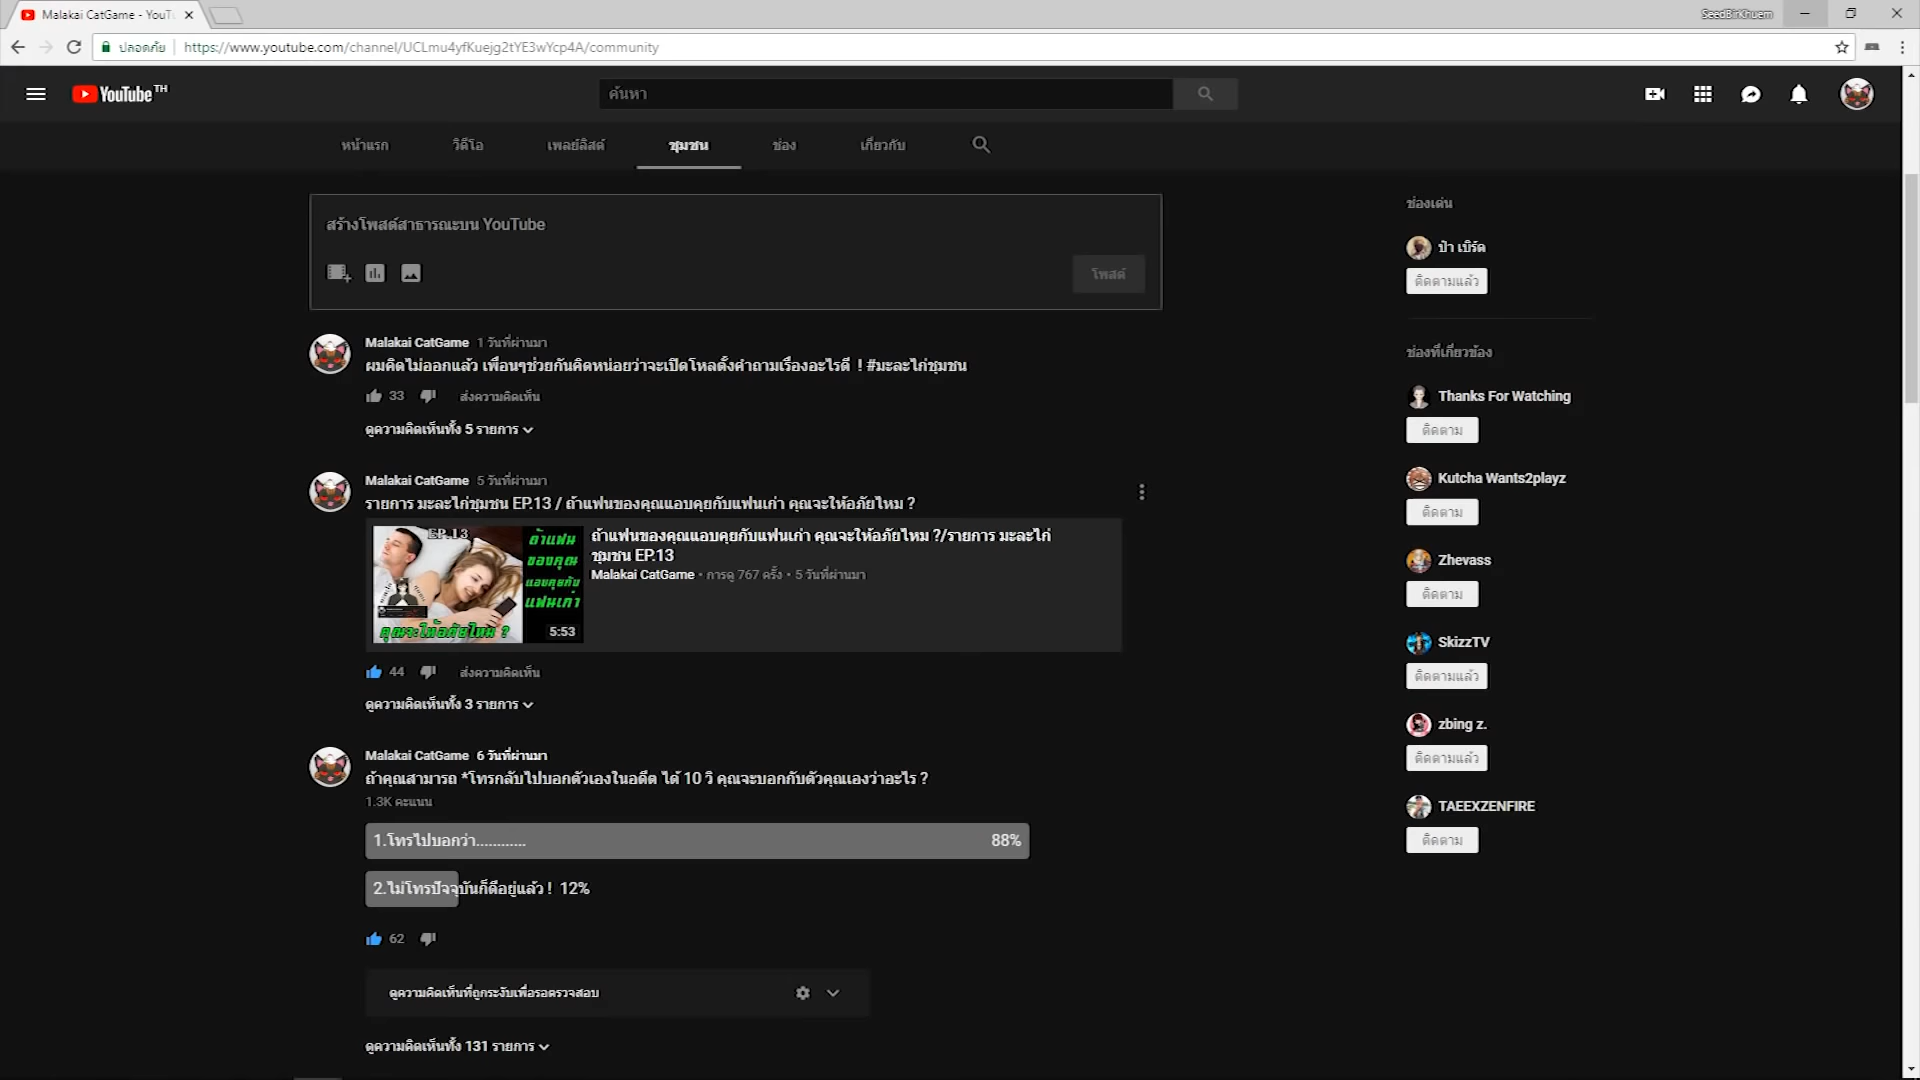 Malakai CatGame - YouTu
SeedBirKhuem
ปลอดภัย
https://www.youtube.com/channel/UCLmu4yfKuejg2tYE3wYcp4A/community
YouTube TH
ค้นหา
หน้าแรก
วิดีโอ
เพลย์ลิสต์
ชุมชน
ช่อง
เกี่ยวกับ
สร้างโพสต์สาธารณะบน YouTube
โพสต์
Malakai CatGame 1 วันที่ผ่านมา
ผมคิดไม่ออกแล้ว เพื่อนๆช่วยกันคิดหน่อยว่าจะเปิดโหลตั้งคำถามเรื่องอะไรดี ! #มะละไก่ชุมชน
33
ส่งความคิดเห็น
ดูความคิดเห็นทั้ง 5 รายการ
Malakai CatGame 5 วันที่ผ่านมา
รายการ มะละไก่ชุมชน EP.13 / ถ้าแฟนของคุณแอบคุยกับแฟนเก่า คุณจะให้อภัยไหม ?
EP.13
ถ้าแฟน
ของคุณ
แอบคุยกับ
แฟนเก่า
คุณจะให้อภัยไหม ?
5:53
ถ้าแฟนของคุณแอบคุยกับแฟนเก่า คุณจะให้อภัยไหม ?/รายการ มะละไก่
ชุมชน EP.13
Malakai CatGame • การดู 767 ครั้ง • 5 วันที่ผ่านมา
44
ส่งความคิดเห็น
ดูความคิดเห็นทั้ง 3 รายการ
Malakai CatGame 6 วันที่ผ่านมา
ถ้าคุณสามารถ *โทรกลับไปบอกตัวเองในอดีต ได้ 10 วิ คุณจะบอกกับตัวคุณเองว่าอะไร ?
1.3K คะแนน
1.โทรไปบอกว่า............ 88%
2.ไม่โทรปัจจุบันก็ดีอยู่แล้ว ! 12%
62
ดูความคิดเห็นที่ถูกระงับเพื่อรอตรวจสอบ
ดูความคิดเห็นทั้ง 131 รายการ
ช่องเด่น
ป๋า เบิร์ด
ติดตามแล้ว
ช่องที่เกี่ยวข้อง
Thanks For Watching
ติดตาม
Kutcha Wants2playz
ติดตาม
Zhevass
ติดตาม
SkizzTV
ติดตามแล้ว
zbing z.
ติดตามแล้ว
TAEEXZENFIRE
ติดตาม